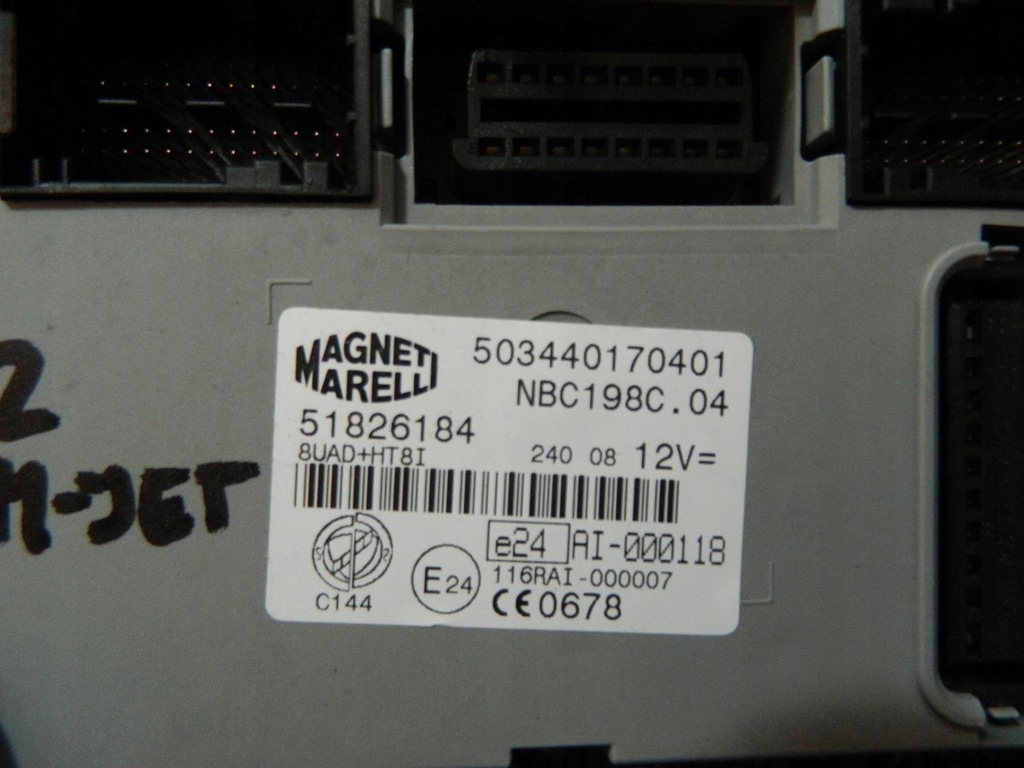 MAGNETI
MARELLI
503440170401
NBC198C.04
51826184
8UAD+HT8I
240 08 12V=
e24 AI-000118
116RAI-000007
E24
CE0678
C144
2
M-JET